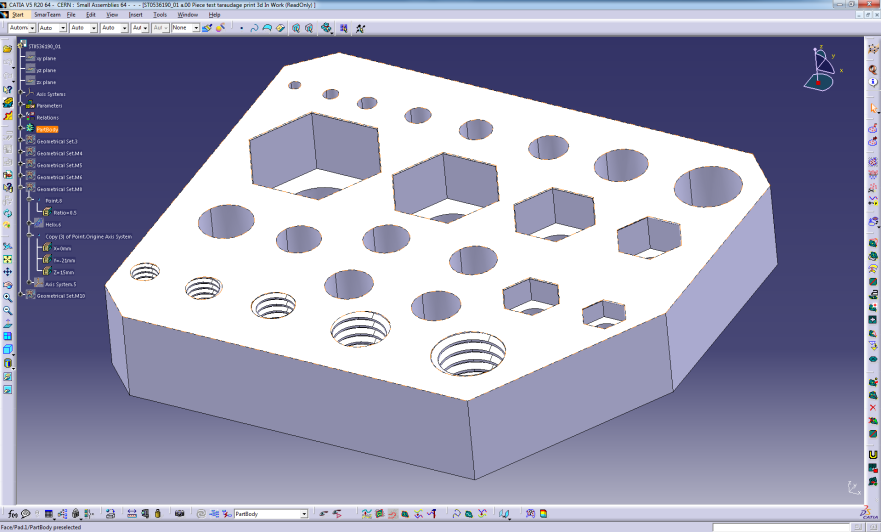 CATIA V5 R20 64 - CERN : Small Assemblies 64 - - - [ST0536190_01 a.00 Piece test taraudage print 3d In Work (ReadOnly) ]
Start SmarTeam File Edit View Insert Tools Window Help
Autom Auto Auto Auto Aut Aut None
ST0536190_01
xy plane
yz plane
zx plane
Axis Systems
Parameters
Relations
PartBody
Geometrical Set.3
Geometrical Set.M4
Geometrical Set.M5
Geometrical Set.M6
Geometrical Set.M8
Point.8
Ratio=0.5
Helix.6
Copy (3) of Point.Origine Axis System
X=0mm
Y=-21mm
Z=15mm
Axis System.5
Geometrical Set.M10
z
y
x
PartBody
CATIA
Face/Pad.1/PartBody preselected